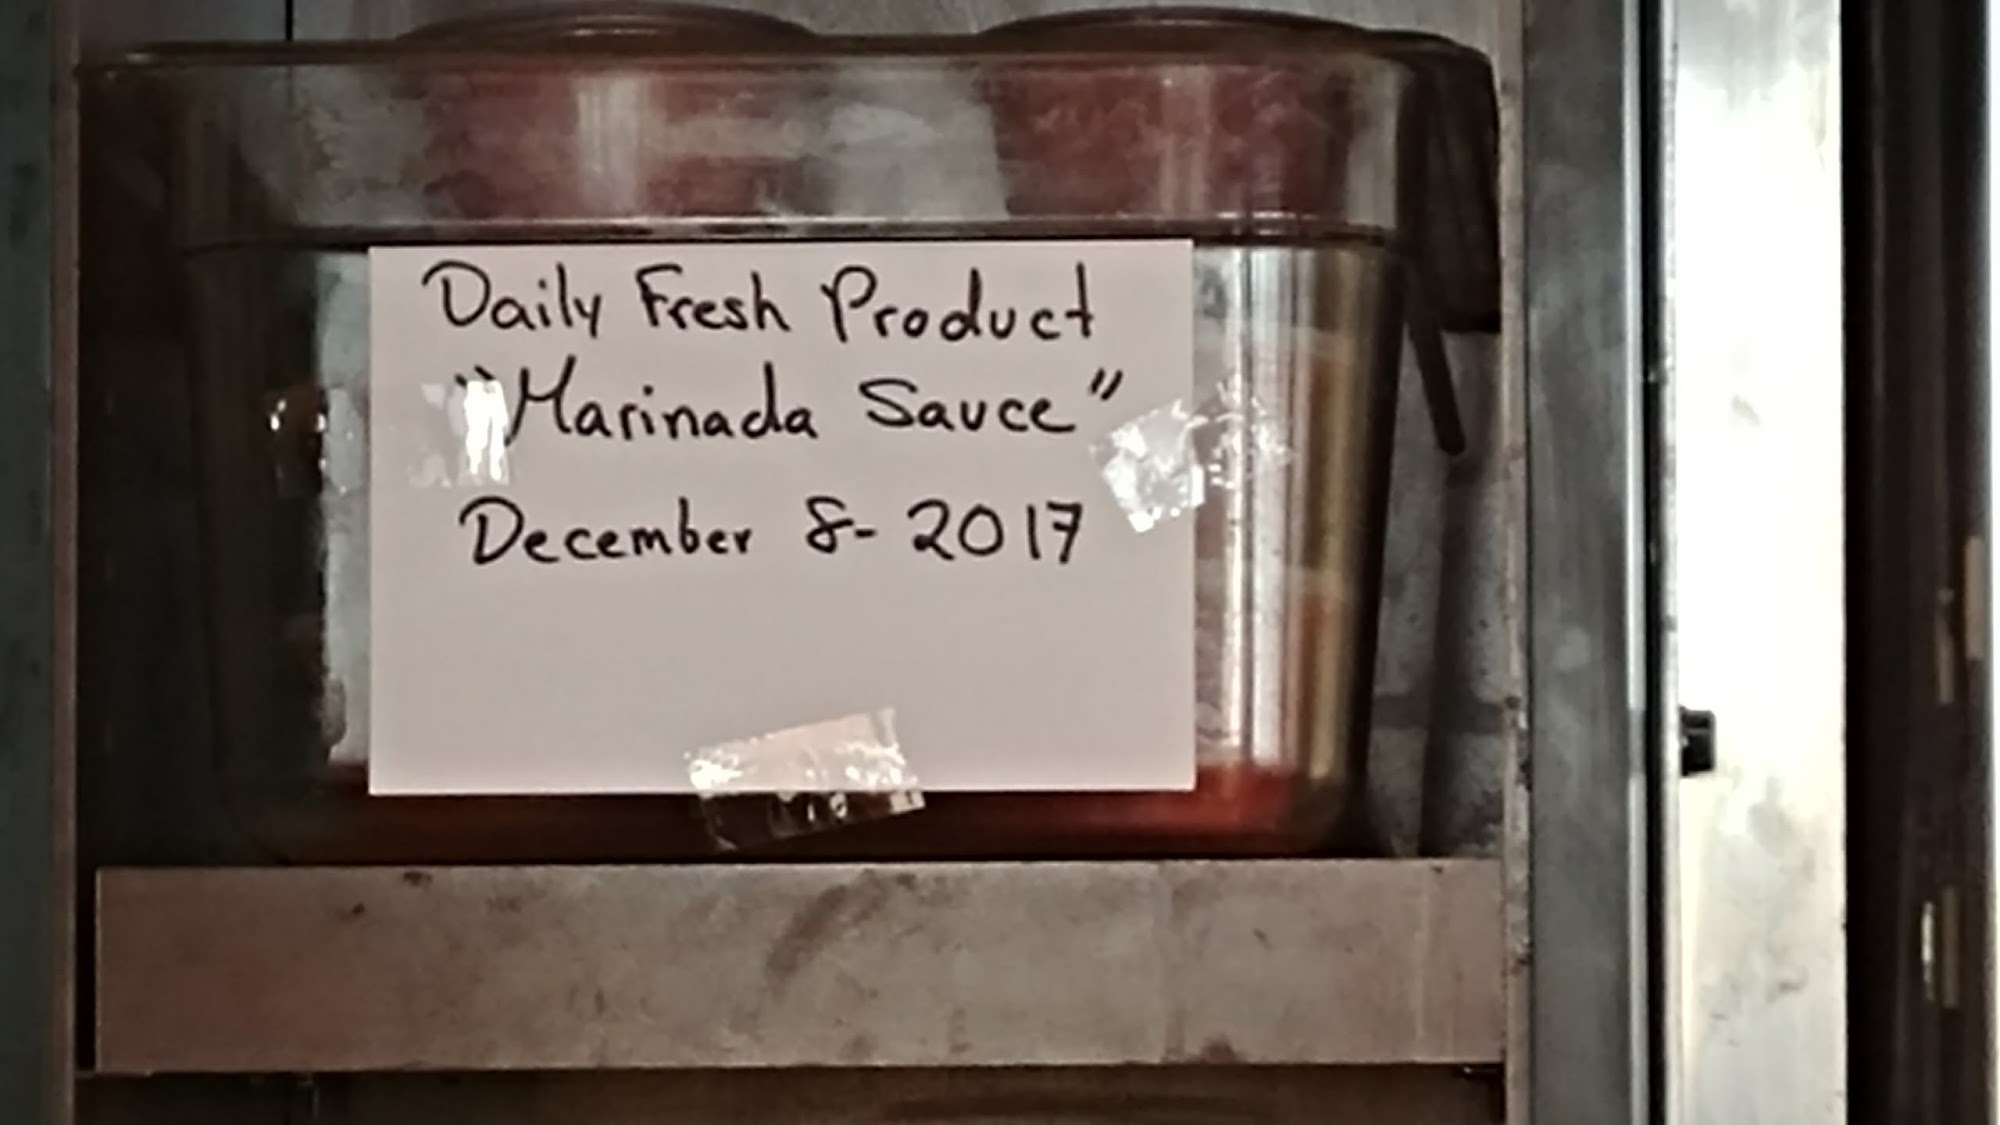 Daily Fresh Product
"Marinada Sauce"
December 8- 2017